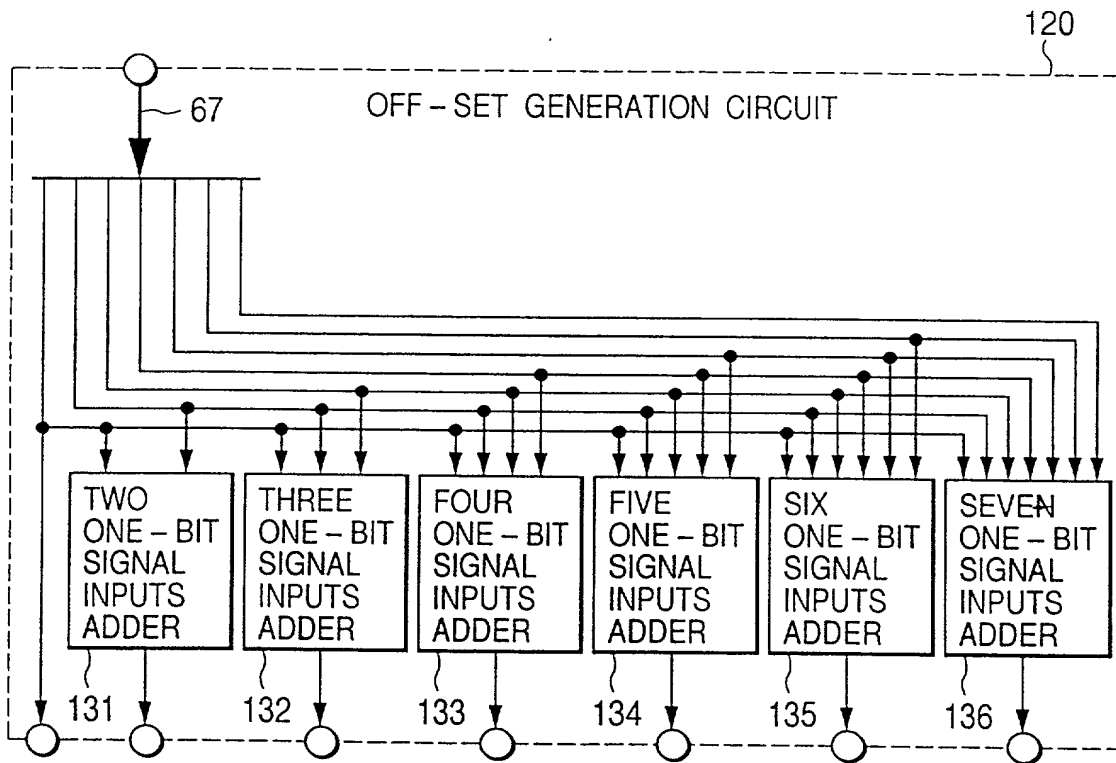 120
67
OFF-SET GENERATION CIRCUIT
TWO
ONE-BIT
SIGNAL
INPUTS
ADDER
THREE
ONE-BIT
SIGNAL
INPUTS
ADDER
FOUR
ONE-BIT
SIGNAL
INPUTS
ADDER
FIVE
ONE-BIT
SIGNAL
INPUTS
ADDER
SIX
ONE-BIT
SIGNAL
INPUTS
ADDER
SEVEN
ONE-BIT
SIGNAL
INPUTS
ADDER
131
132
133
134
135
136